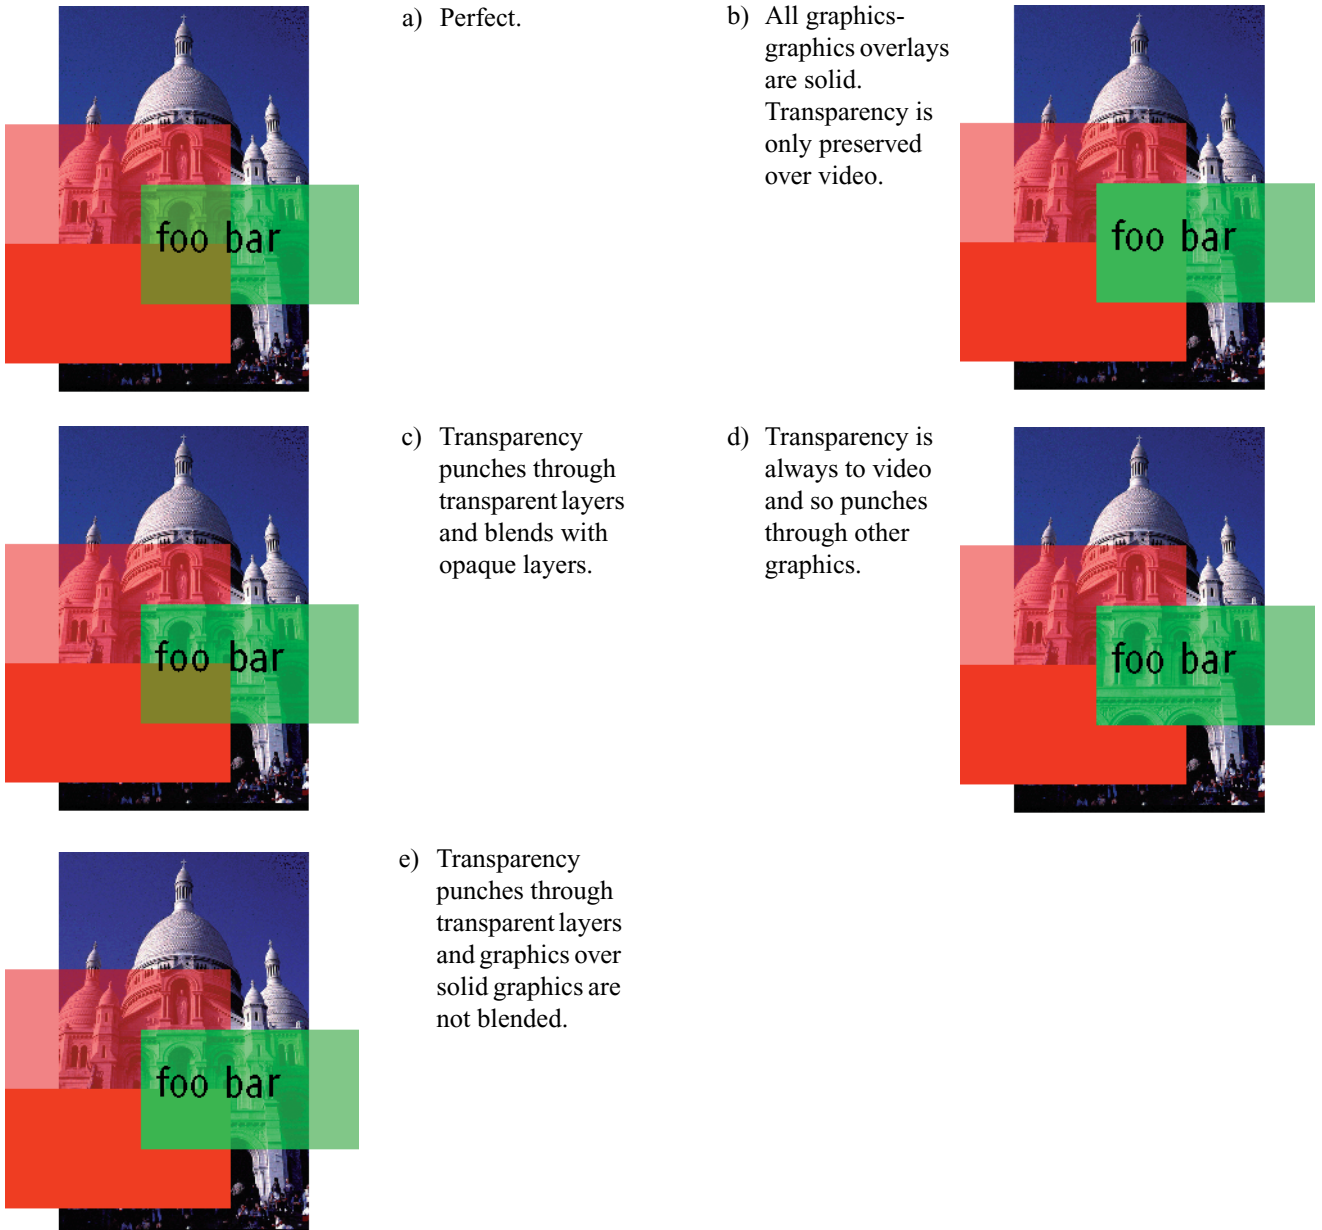 a) Perfect.
b) All graphics-
graphics overlays
are solid.
Transparency is
only preserved
over video.
foo bar
foo bar
c) Transparency
punches through
transparent layers
and blends with
opaque layers.
d) Transparency is
always to video
and so punches
through other
graphics.
foo bar
foo bar
e) Transparency
punches through
transparent layers
and graphics over
solid graphics are
not blended.
foo bar